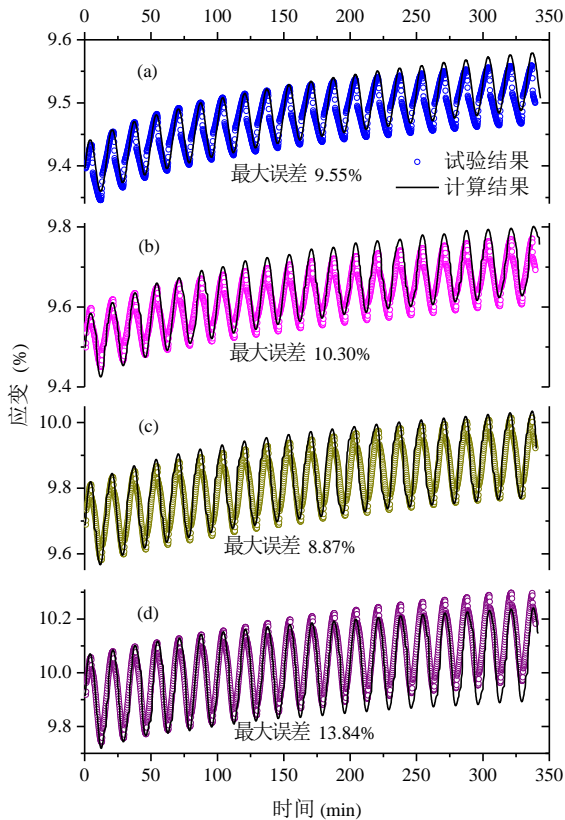 0 50 100 150 200 250 300 350
9.6
(a)
9.5
9.4
试验结果
计算结果
最大误差 9.55%
9.8
(b)
9.6
9.4
最大误差 10.30%
应变 (%)
10.0
(c)
9.8
9.6
最大误差 8.87%
10.2
(d)
10.0
9.8
最大误差 13.84%
0 50 100 150 200 250 300 350
时间 (min)